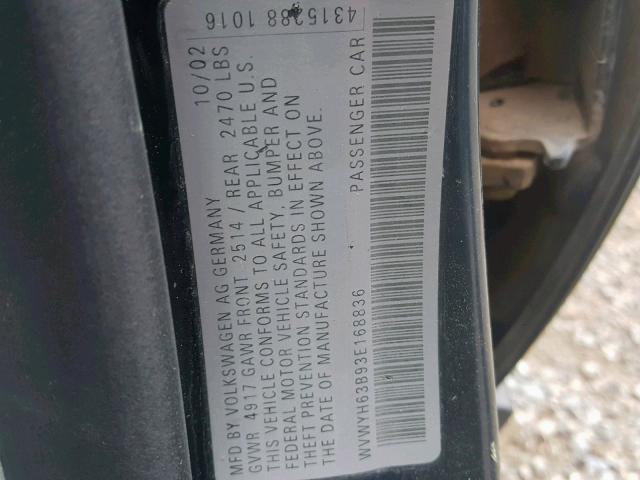 MFD BY VOLKSWAGEN AG GERMANY 10/02
GVWR 4917 GAWR FRONT 2514 / REAR 2470 LBS
THIS VEHICLE CONFORMS TO ALL APPLICABLE U.S.
FEDERAL MOTOR VEHICLE SAFETY, BUMPER AND
THEFT PREVENTION STANDARDS IN EFFECT ON
THE DATE OF MANUFACTURE SHOWN ABOVE.
WVWYH63B93E168836 PASSENGER CAR
1016